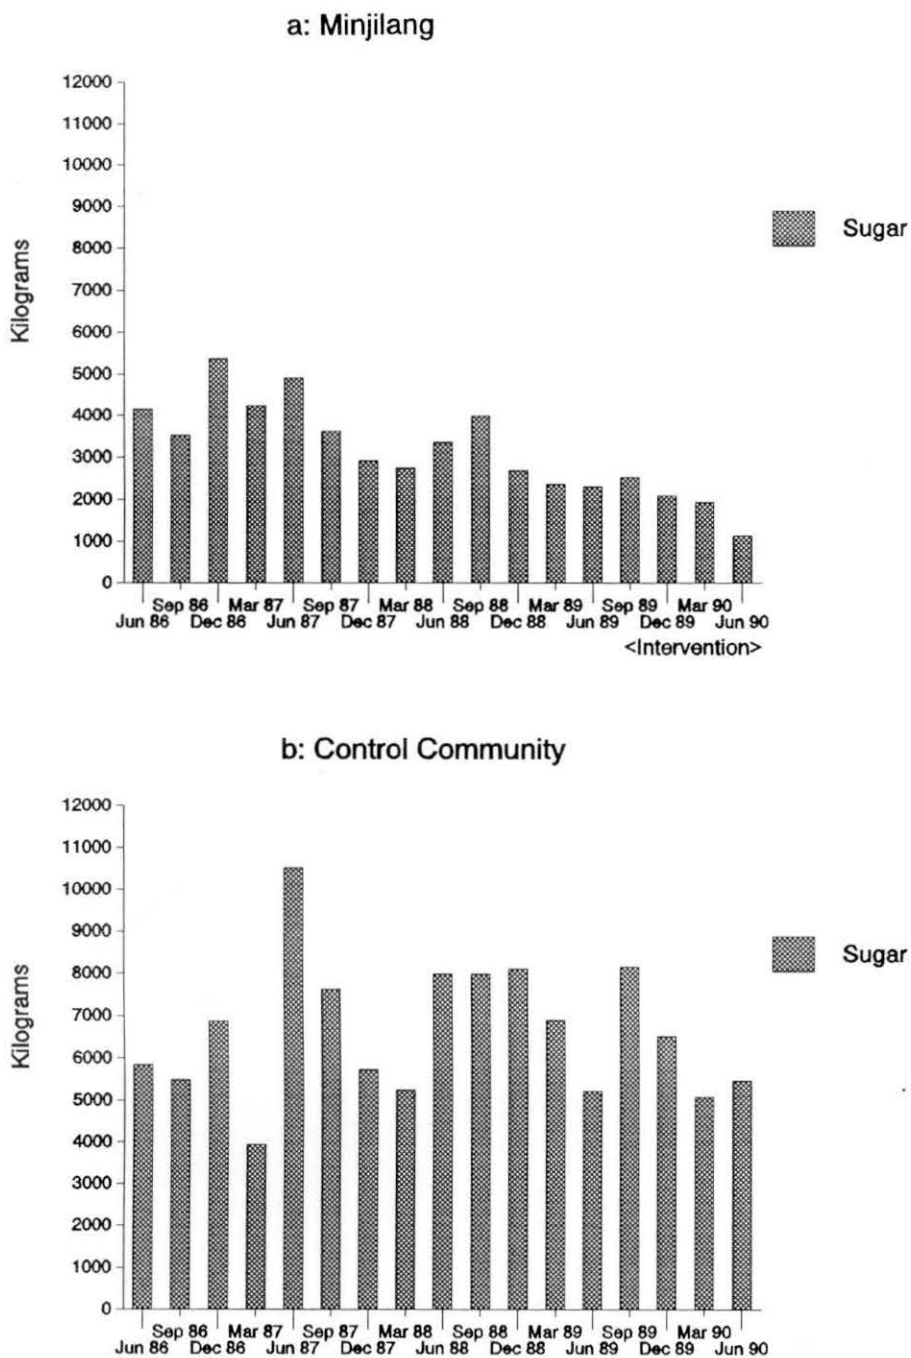 a: Minjilang
12000
11000
10000
9000
8000
7000
6000
5000
4000
3000
2000
1000
0
Kilograms
Sugar
Sep 86 Mar 87 Sep 87 Mar 88 Sep 88 Mar 89 Sep 89 Mar 90
Jun 86 Dec 86 Jun 87 Dec 87 Jun 88 Dec 88 Jun 89 Dec 89 Jun 90
<Intervention>
b: Control Community
12000
11000
10000
9000
8000
7000
6000
5000
4000
3000
2000
1000
0
Kilograms
Sugar
Sep 86 Mar 87 Sep 87 Mar 88 Sep 88 Mar 89 Sep 89 Mar 90
Jun 86 Dec 86 Jun 87 Dec 87 Jun 88 Dec 88 Jun 89 Dec 89 Jun 90